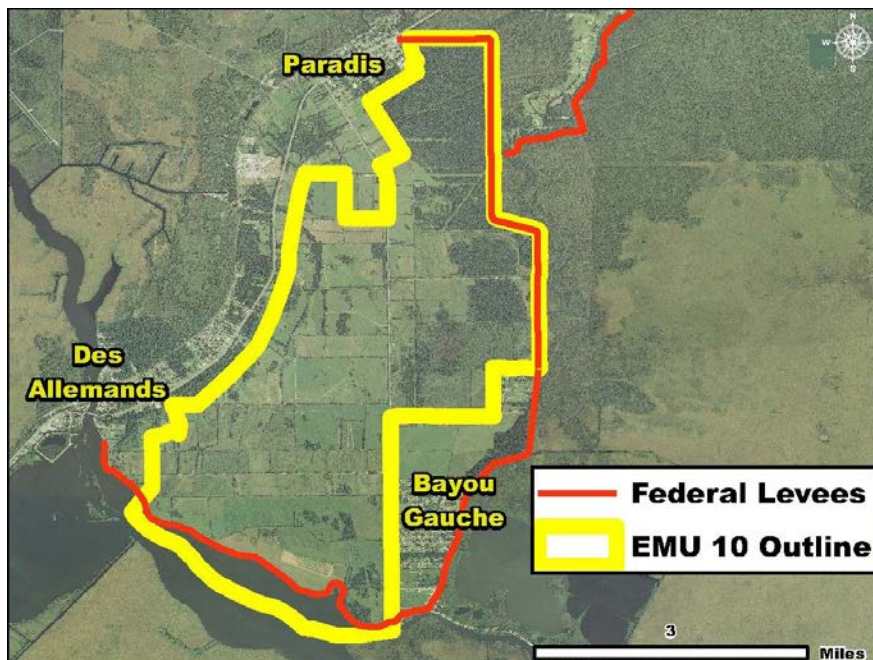 N
W
E
S
Paradis
Des
Allemands
Bayou
Gauche
Federal Levees
EMU 10 Outline
3
Miles